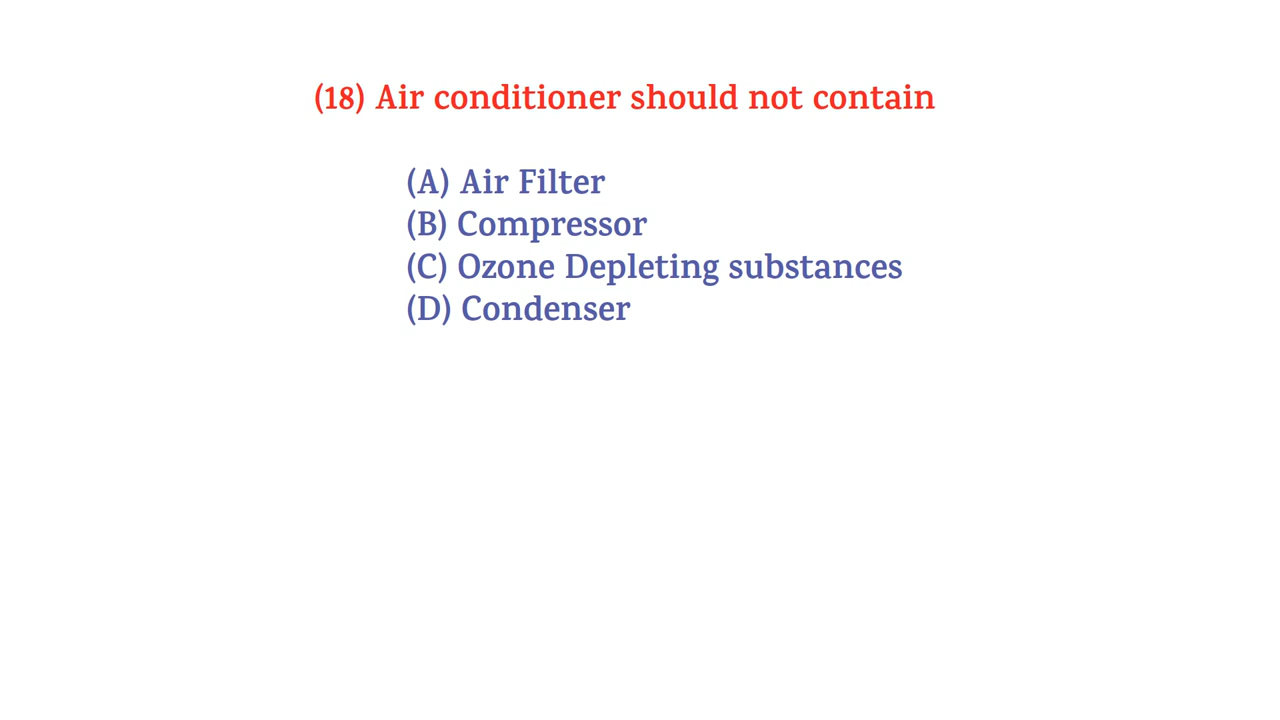 (18) Air conditioner should not contain
(A) Air Filter
(B) Compressor
(C) Ozone Depleting substances
(D) Condenser